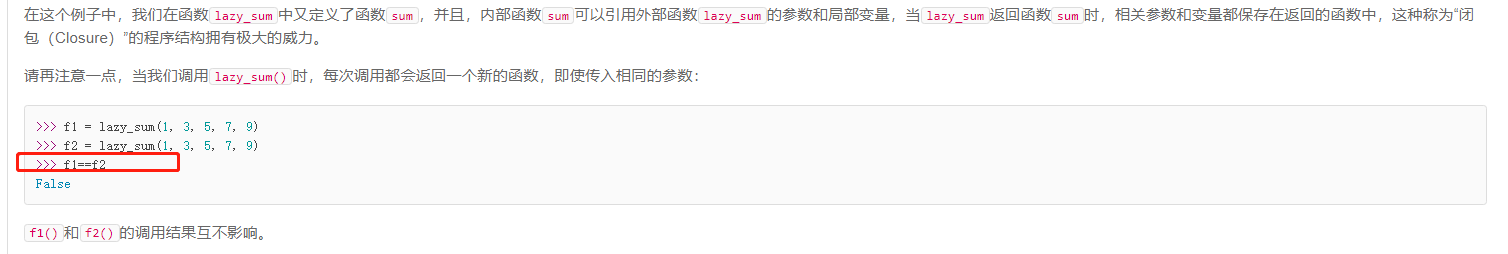 在这个例子中，我们在函数lazy_sum中又定义了函数sum，并且，内部函数sum可以引用外部函数lazy_sum的参数和局部变量，当lazy_sum返回函数sum时，相关参数和变量都保存在返回的函数中，这种称为“闭
包（Closure）”的程序结构拥有极大的威力。
请再注意一点，当我们调用lazy_sum()时，每次调用都会返回一个新的函数，即使传入相同的参数：
>>> f1 = lazy_sum(1, 3, 5, 7, 9)
>>> f2 = lazy_sum(1, 3, 5, 7, 9)
>>> f1==f2
False
f1()和f2()的调用结果互不影响。